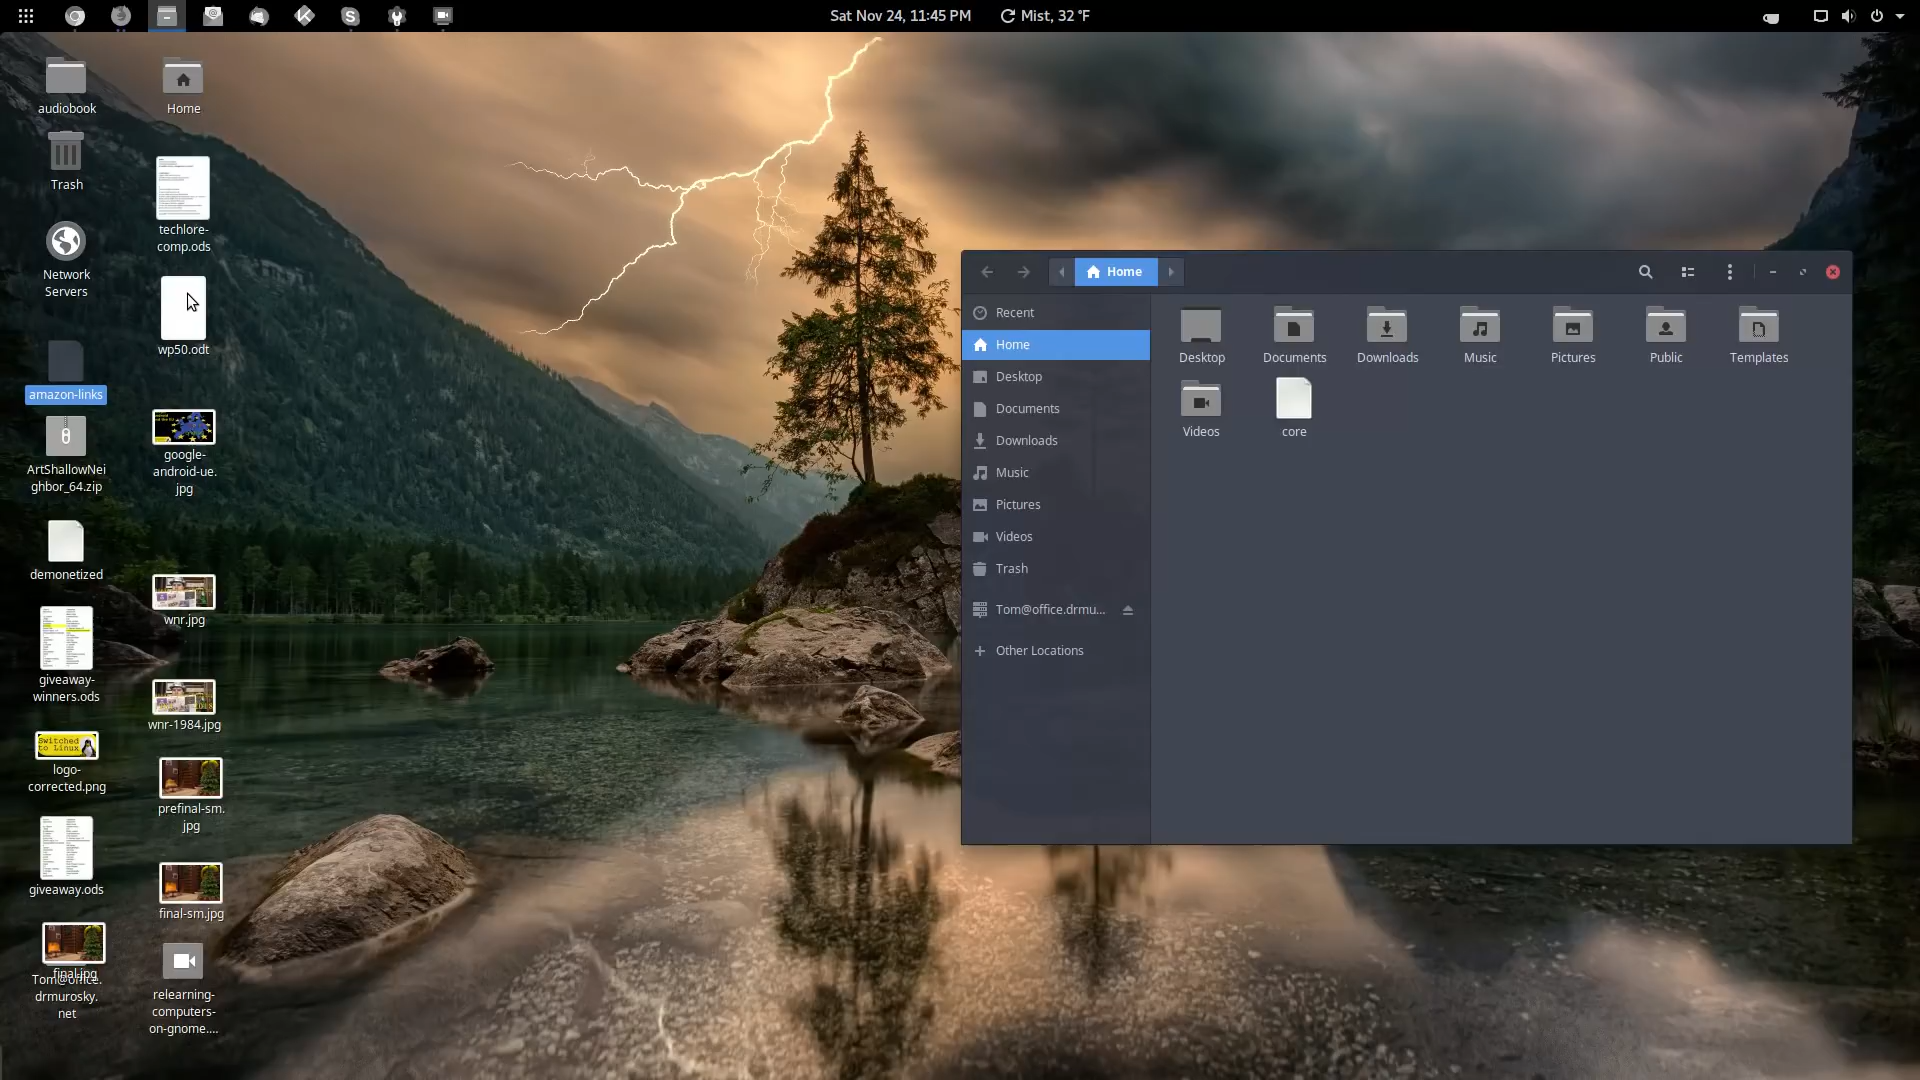 Sat Nov 24, 11:45 PM
Mist, 32 °F
audiobook
Home
Trash
techlore-
comp.ods
Network
Servers
wp50.odt
amazon-links
ArtShallowNei
ghbor_64.zip
google-
android-ue.
jpg
demonetized
wnr.jpg
giveaway-
winners.ods
wnr-1984.jpg
Switched
to Linux
logo-
corrected.png
prefinal-sm.
jpg
giveaway.ods
final-sm.jpg
final.jpg
Tom@office.
drmurosky.
net
relearning-
computers-
on-gnome....
Home
Recent
Home
Desktop
Documents
Downloads
Music
Pictures
Videos
Trash
Tom@office.drmu...
Other Locations
Desktop
Documents
Downloads
Music
Pictures
Public
Templates
Videos
core